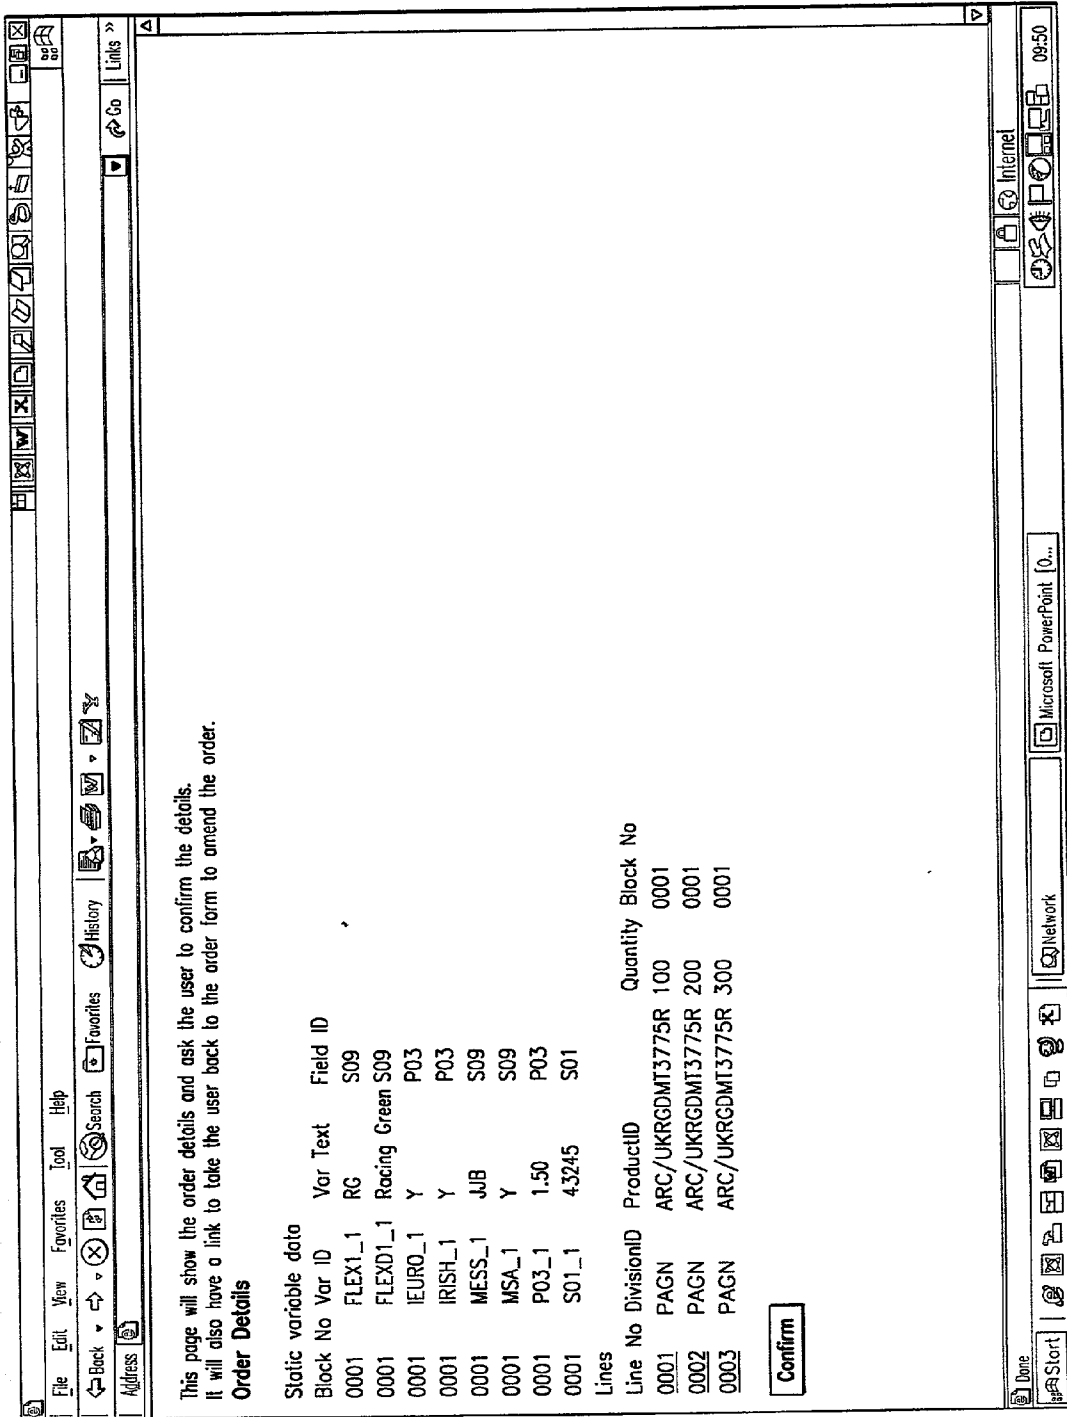 File Edit View Favorites Tool Help
Back Search Favorites History
Address Go Links »
This page will show the order details and ask the user to confirm the details.
It will also have a link to take the user back to the order form to amend the order.
Order Details
Static variable data
Block No Var ID Var Text Field ID
0001 FLEX1_1 RG S09
0001 FLEXD1_1 Racing Green S09
0001 IEURO_1 Y P03
0001 IRISH_1 Y P03
0001 MESS_1 JJB S09
0001 MSA_1 Y S09
0001 P03_1 1.50 P03
0001 S01_1 43245 S01
Lines
Line No DivisionID ProductID Quantity Block No
0001 PAGN ARC/UKRGDMT3775R 100 0001
0002 PAGN ARC/UKRGDMT3775R 200 0001
0003 PAGN ARC/UKRGDMT3775R 300 0001
Confirm
Done Internet
Start Network Microsoft PowerPoint [O... 09:50